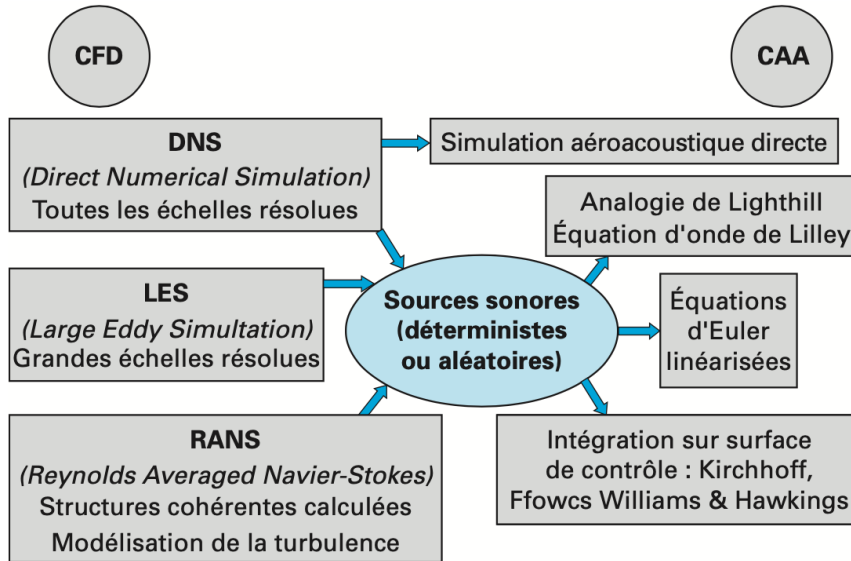 CFD
CAA
DNS
(Direct Numerical Simulation)
Toutes les échelles résolues
Simulation aéroacoustique directe
Analogie de Lighthill
Équation d'onde de Lilley
LES
(Large Eddy Simultation)
Grandes échelles résolues
Sources sonores
(déterministes
ou aléatoires)
Équations
d'Euler
linéarisées
RANS
(Reynolds Averaged Navier-Stokes)
Structures cohérentes calculées
Modélisation de la turbulence
Intégration sur surface
de contrôle : Kirchhoff,
Ffowcs Williams & Hawkings